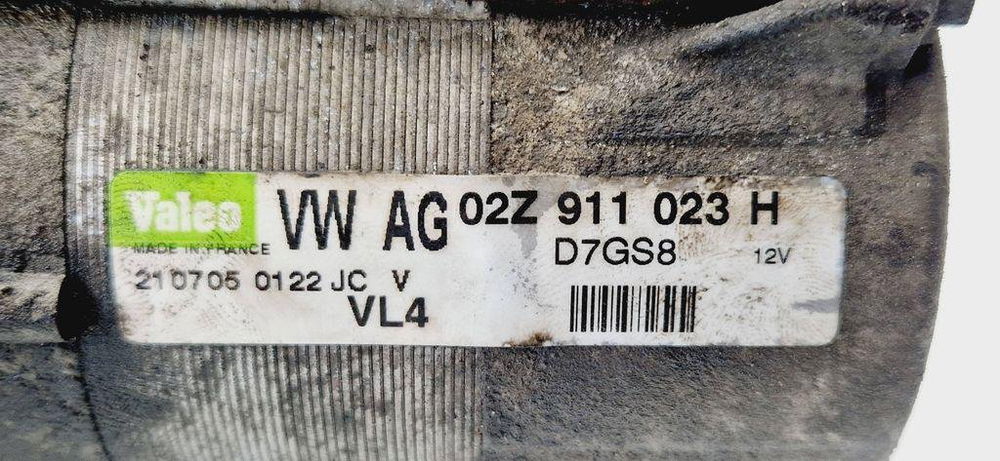 Valeo
VW AG 02Z 911 023 H
MADE IN FRANCE
D7GS8 12V
210705 0122 JC V
VL4